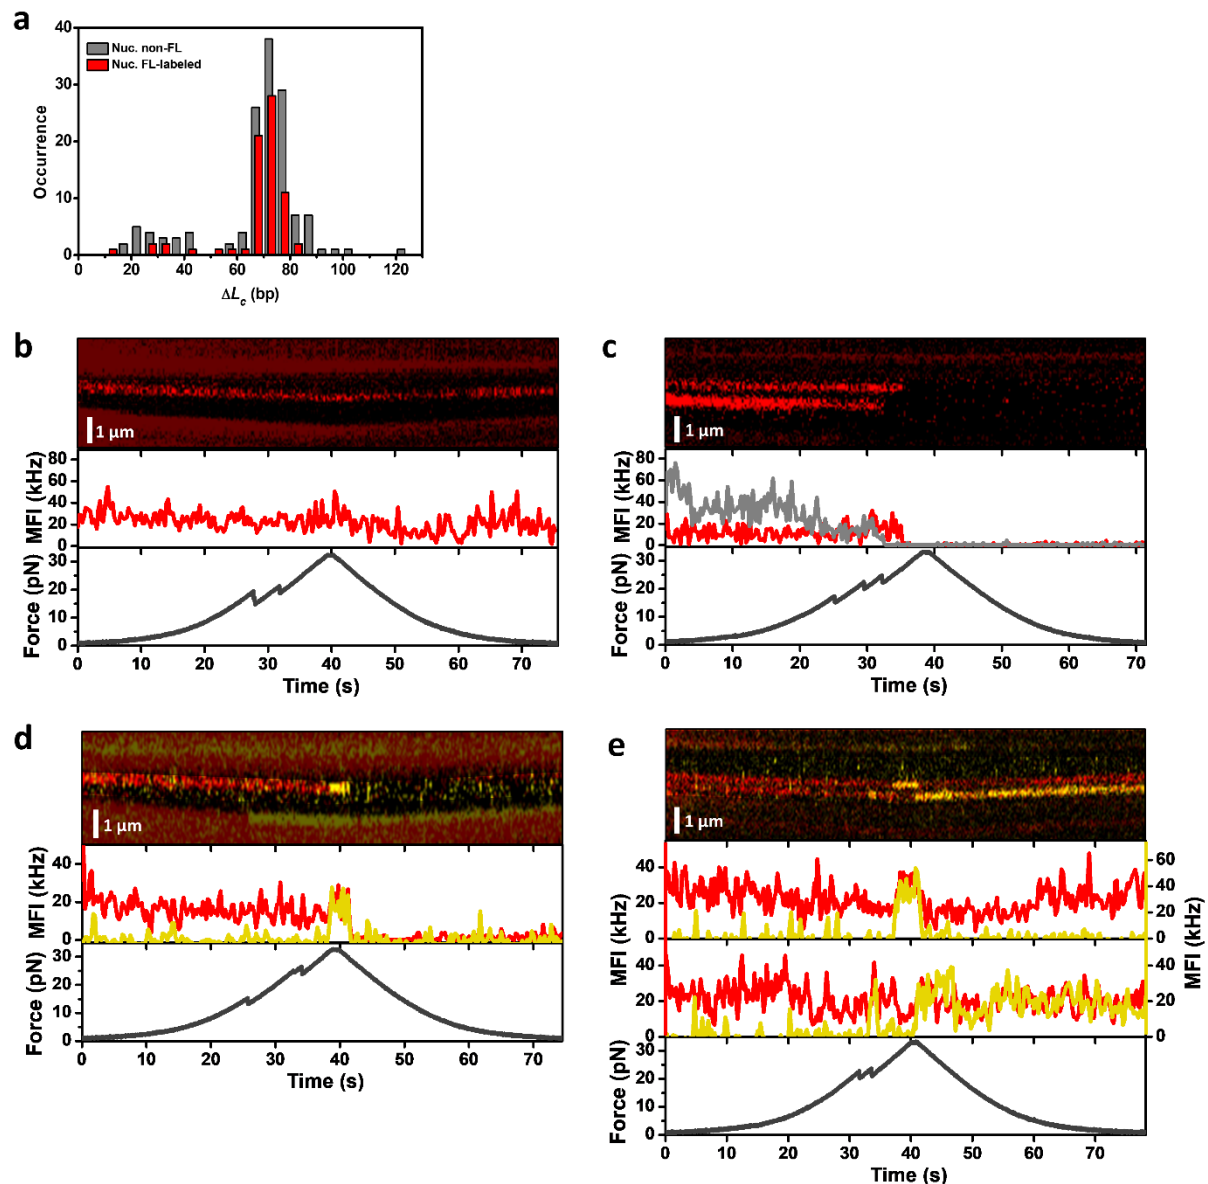 a
40
30
20
10
0
Occurrence
Nuc. non-FL
Nuc. FL-labeled
0 20 40 60 80 100 120
ΔLc (bp)
b
1 µm
80
60
40
20
0
MFI (kHz)
30
20
10
0
Force (pN)
0 10 20 30 40 50 60 70
Time (s)
c
1 µm
80
60
40
20
0
MFI (kHz)
30
20
10
0
Force (pN)
0 10 20 30 40 50 60 70
Time (s)
d
1 µm
40
20
0
MFI (kHz)
30
20
10
0
Force (pN)
0 10 20 30 40 50 60 70
Time (s)
e
1 µm
40
20
0
60
40
20
0
MFI (kHz)
MFI (kHz)
40
20
0
40
20
0
30
20
10
0
Force (pN)
0 10 20 30 40 50 60 70
Time (s)